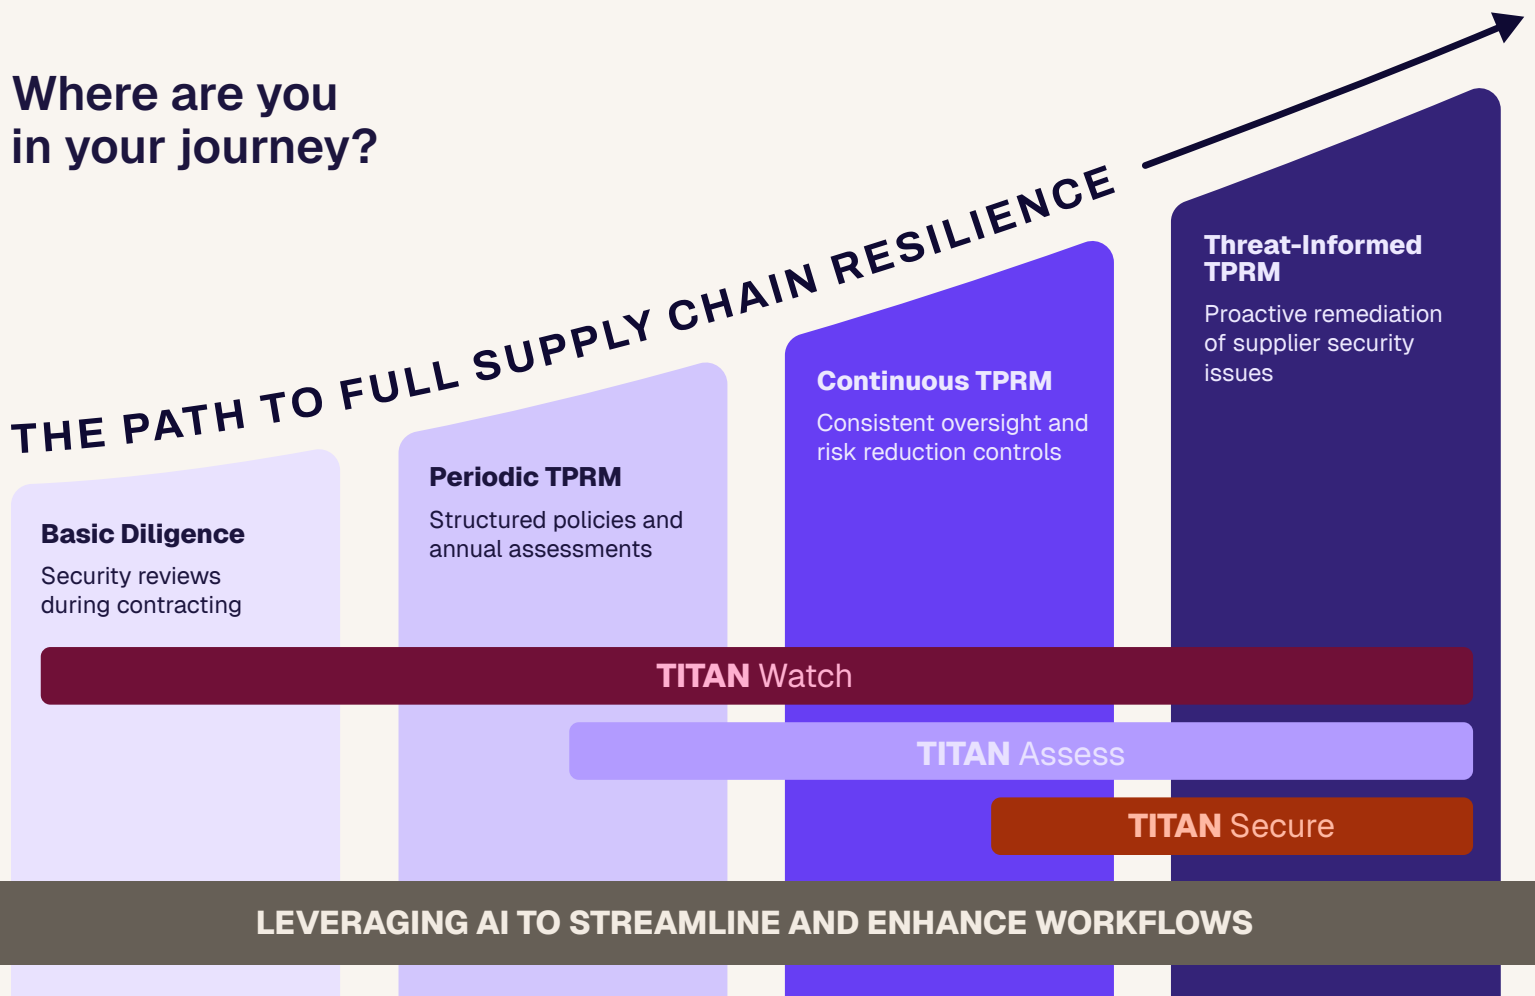 Where are you
in your journey?
THE PATH TO FULL SUPPLY CHAIN RESILIENCE
Basic Diligence
Security reviews
during contracting
Periodic TPRM
Structured policies and
annual assessments
Continuous TPRM
Consistent oversight and
risk reduction controls
Threat-Informed
TPRM
Proactive remediation
of supplier security
issues
TITAN Watch
TITAN Assess
TITAN Secure
LEVERAGING AI TO STREAMLINE AND ENHANCE WORKFLOWS